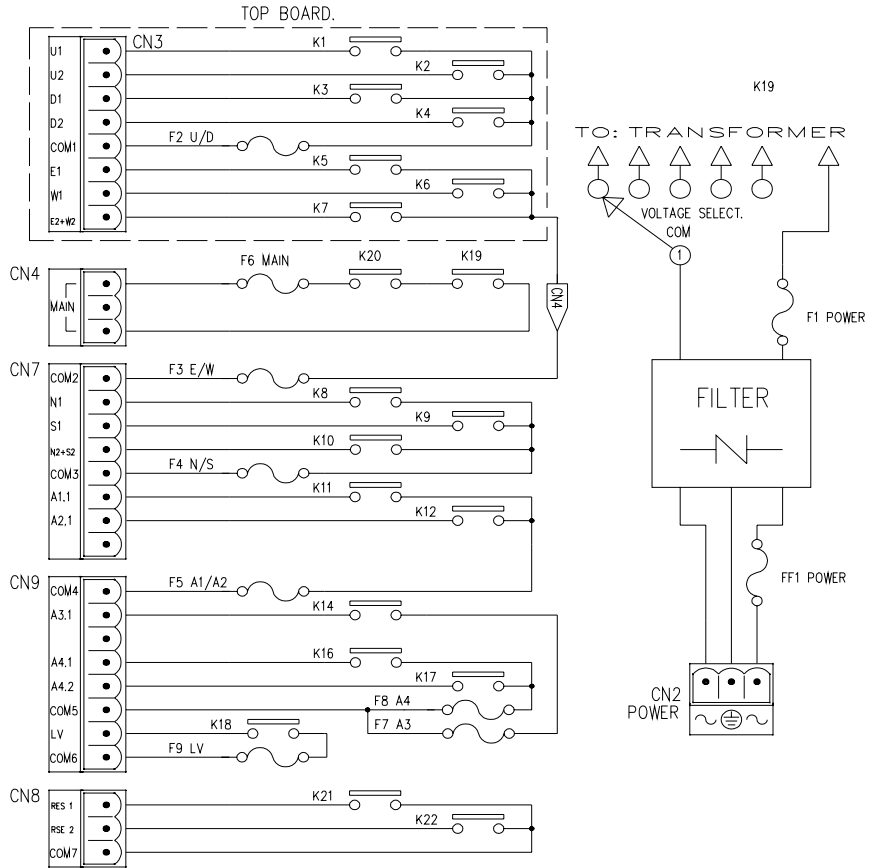 TOP BOARD.
CN3
U1
K1
U2
K2
D1
K3
D2
K4
COM1
F2 U/D
E1
K5
W1
K6
E2+W2
K7
CN4
MAIN
F6 MAIN
K20
K19
CN4
CN7
COM2
F3 E/W
N1
K8
S1
K9
N2+S2
K10
COM3
F4 N/S
A1.1
K11
A2.1
K12
CN9
COM4
F5 A1/A2
A3.1
K14
A4.1
K16
A4.2
K17
COM5
F8 A4
F7 A3
LV
K18
COM6
F9 LV
CN8
RES 1
K21
RSE 2
K22
COM7
K19
TO: TRANSFORMER
VOLTAGE SELECT.
COM
1
F1 POWER
FILTER
FF1 POWER
CN2
POWER